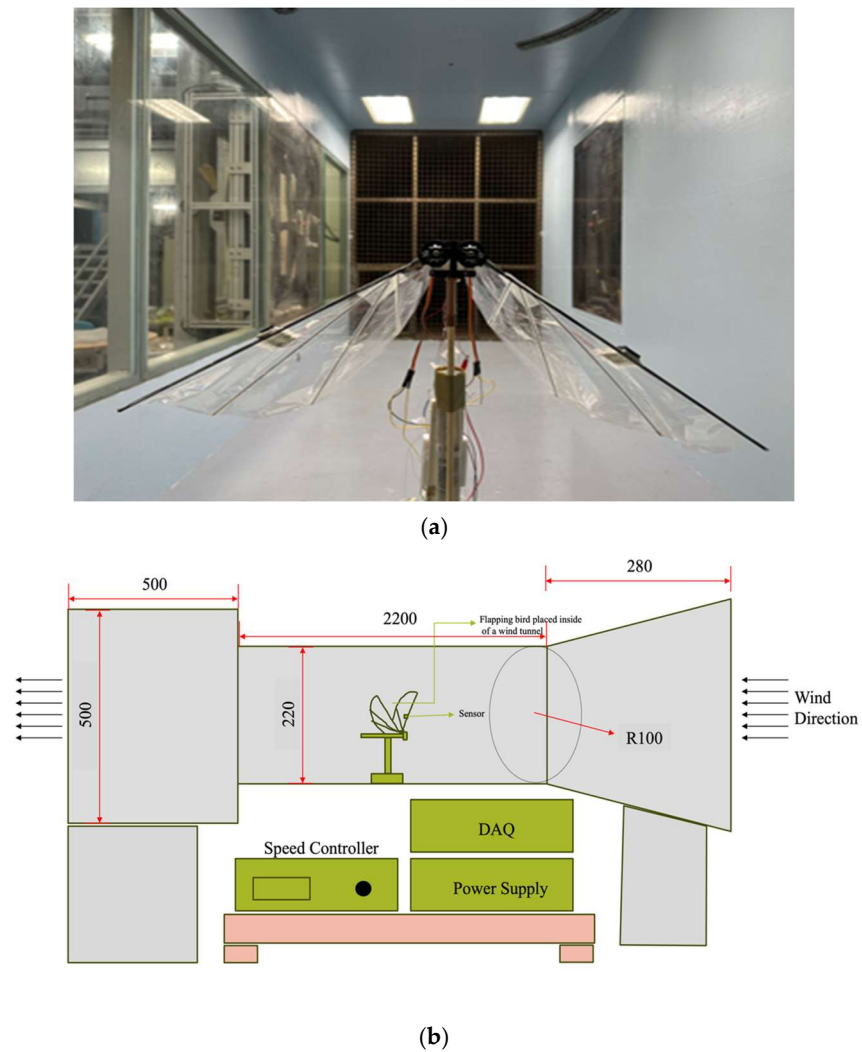 (a)
500
280
2200
Flapping bird placed inside
of a wind tunnel
500
220
Sensor
Wind
Direction
R100
DAQ
Speed Controller
Power Supply
(b)